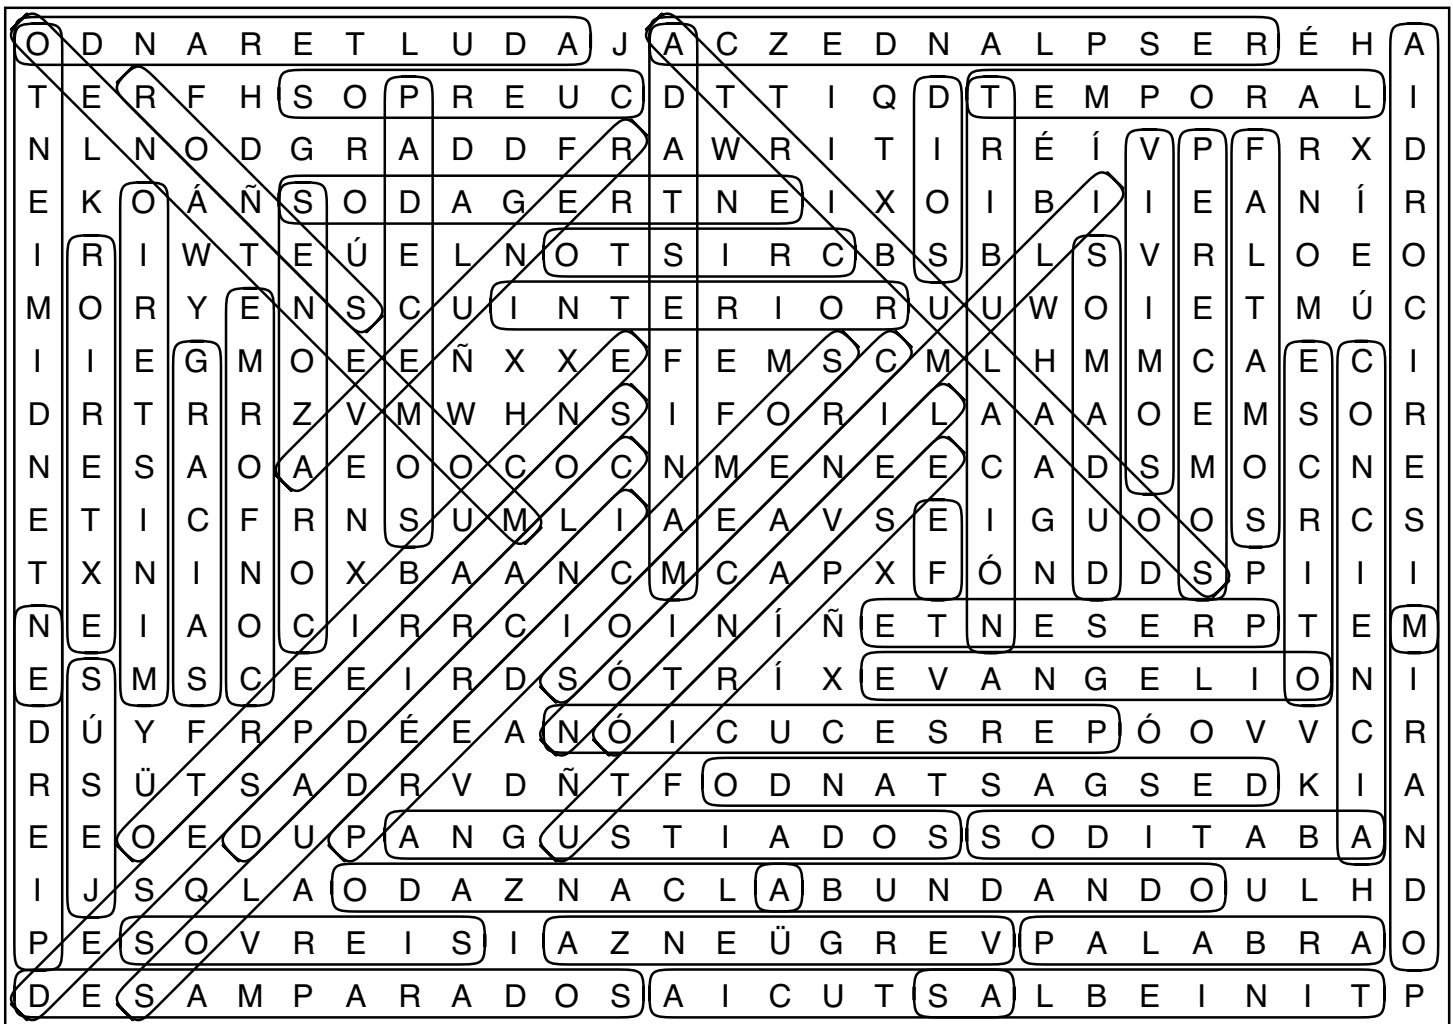 O D N A R E T L U D A J A C Z E D N A L P S E R É H A
T E R F H S O P R E U C D T T I Q D T E M P O R A L I
N L N O D G R A D D F R A W R I T I R É Í V P F R X D
E K O Á Ñ S O D A G E R T N E I X O I B I I E A N Í R
I R I W T E Ú E L N O T S I R C B S B L S V R L O E O
M O R Y E N S C U I N T E R I O R U U W O I E T M Ú C
I I E G M O E E Ñ X X E F E M S C M L H M M C A E C I
D R T R R Z V M W H N S I F O R I L A A A O E M S O R
N E S A O A E O O C O C N M E N E E C A D S M O C N E
E T I C F R N S U M L I A E A V S E I G U O O S R C S
T X N I N O X B A A N C M C A P X F Ó N D D S P I I I
N E I A O C I R R C I O I N Í Ñ E T N E S E R P T E M
E S M S C E E I R D S Ó T R Í X E V A N G E L I O N I
D Ú Y F R P D É E A N Ó I C U C E S R E P Ó O V V C R
R S Ü T S A D R V D Ñ T F O D N A T S A G S E D K I A
E E O E D U P A N G U S T I A D O S S O D I T A B A N
I J S Q L A O D A Z N A C L A B U N D A N D O U L H D
P E S O V R E I S I A Z N E Ü G R E V P A L A B R A O
D E S A M P A R A D O S A I C U T S A L B E I N I T P